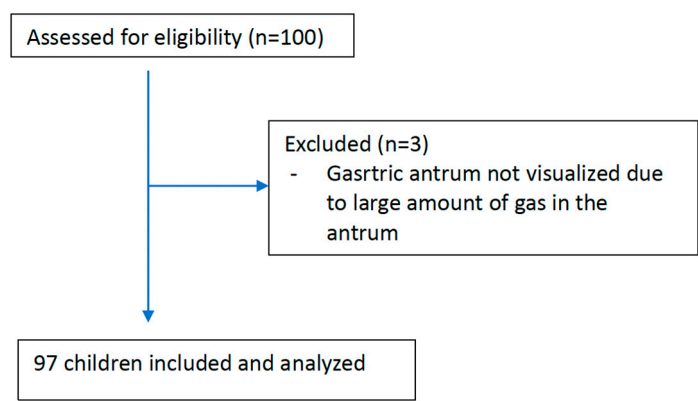 Assessed for eligibility (n=100)
Excluded (n=3)
- Gasrtric antrum not visualized due
to large amount of gas in the
antrum
97 children included and analyzed